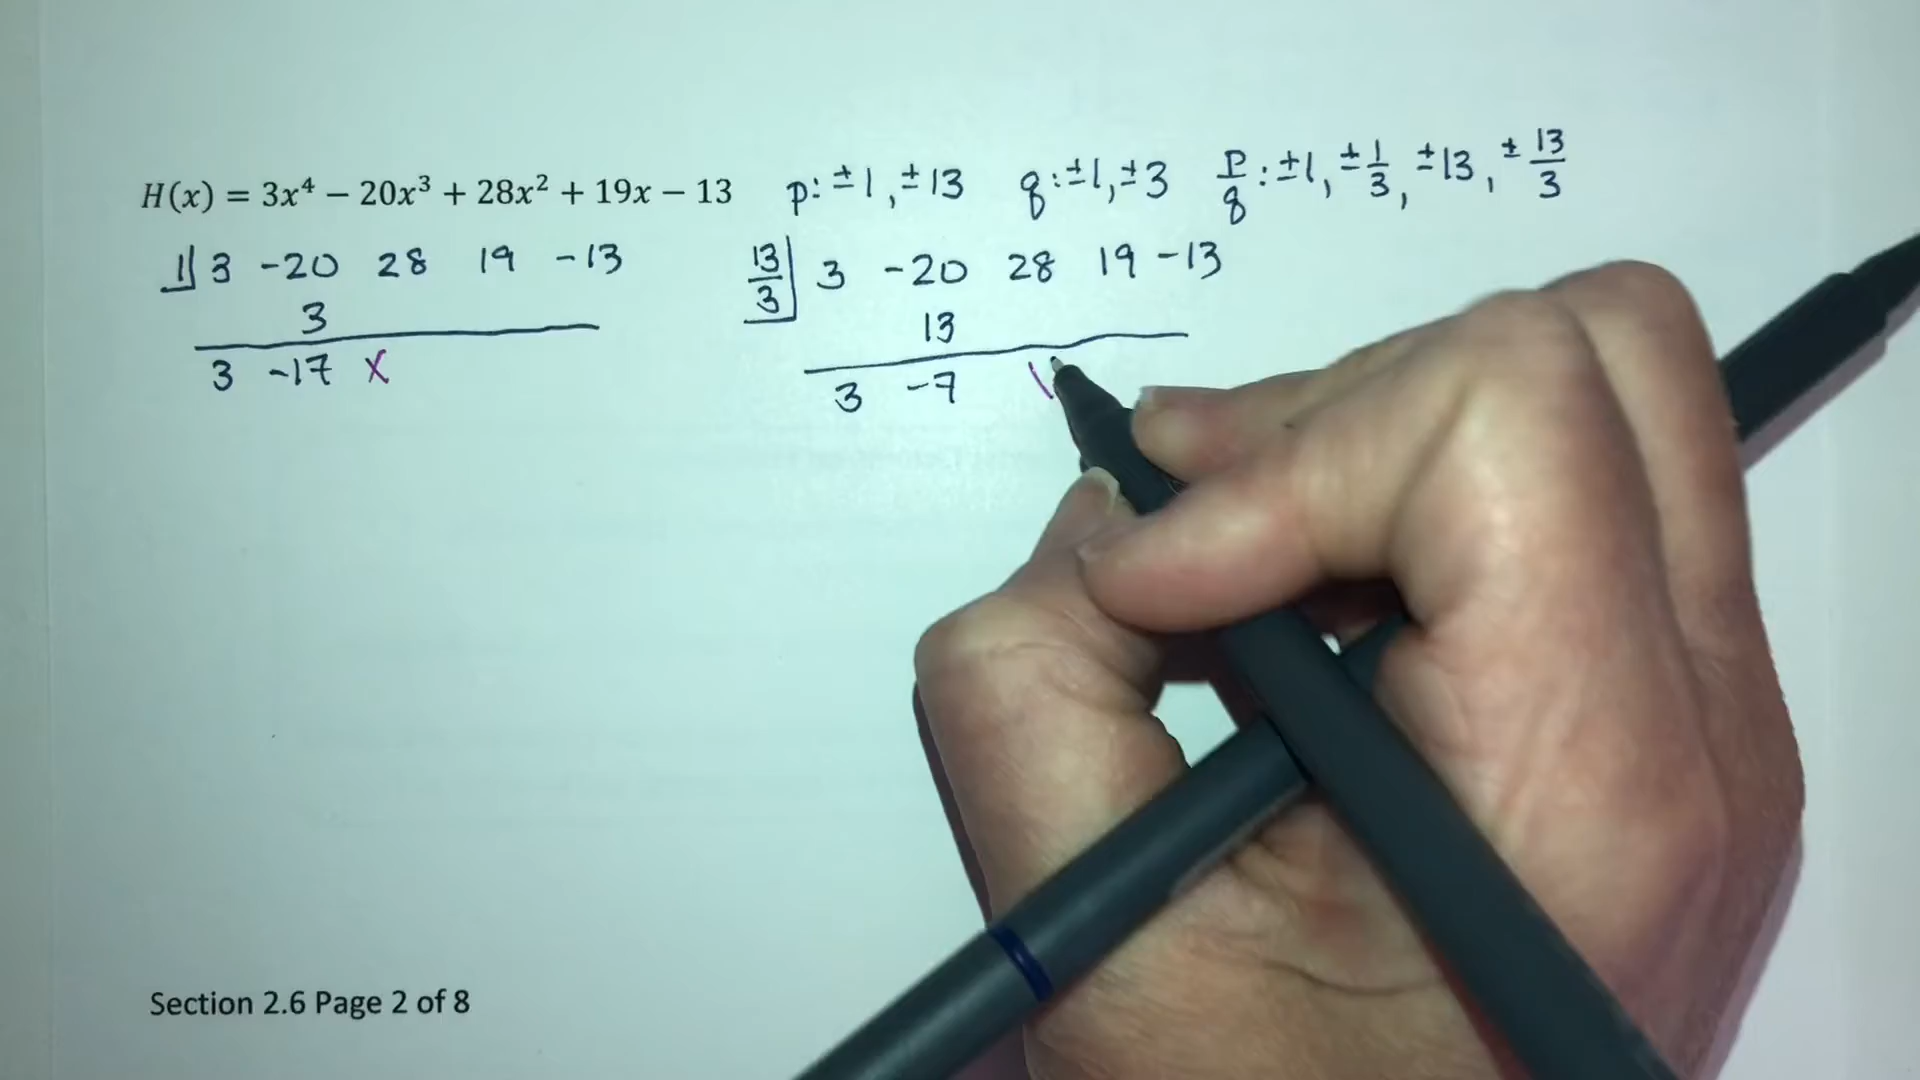 H(x) = 3x⁴ − 20x³ + 28x² + 19x − 13 p: ±1, ±13 q: ±1, ±3 p/q: ±1, ±1/3, ±13, ±13/3
1 3 -20 28 19 -13
3
3 -17 X
13/3 3 -20 28 19 -13
13
3 -7
Section 2.6 Page 2 of 8